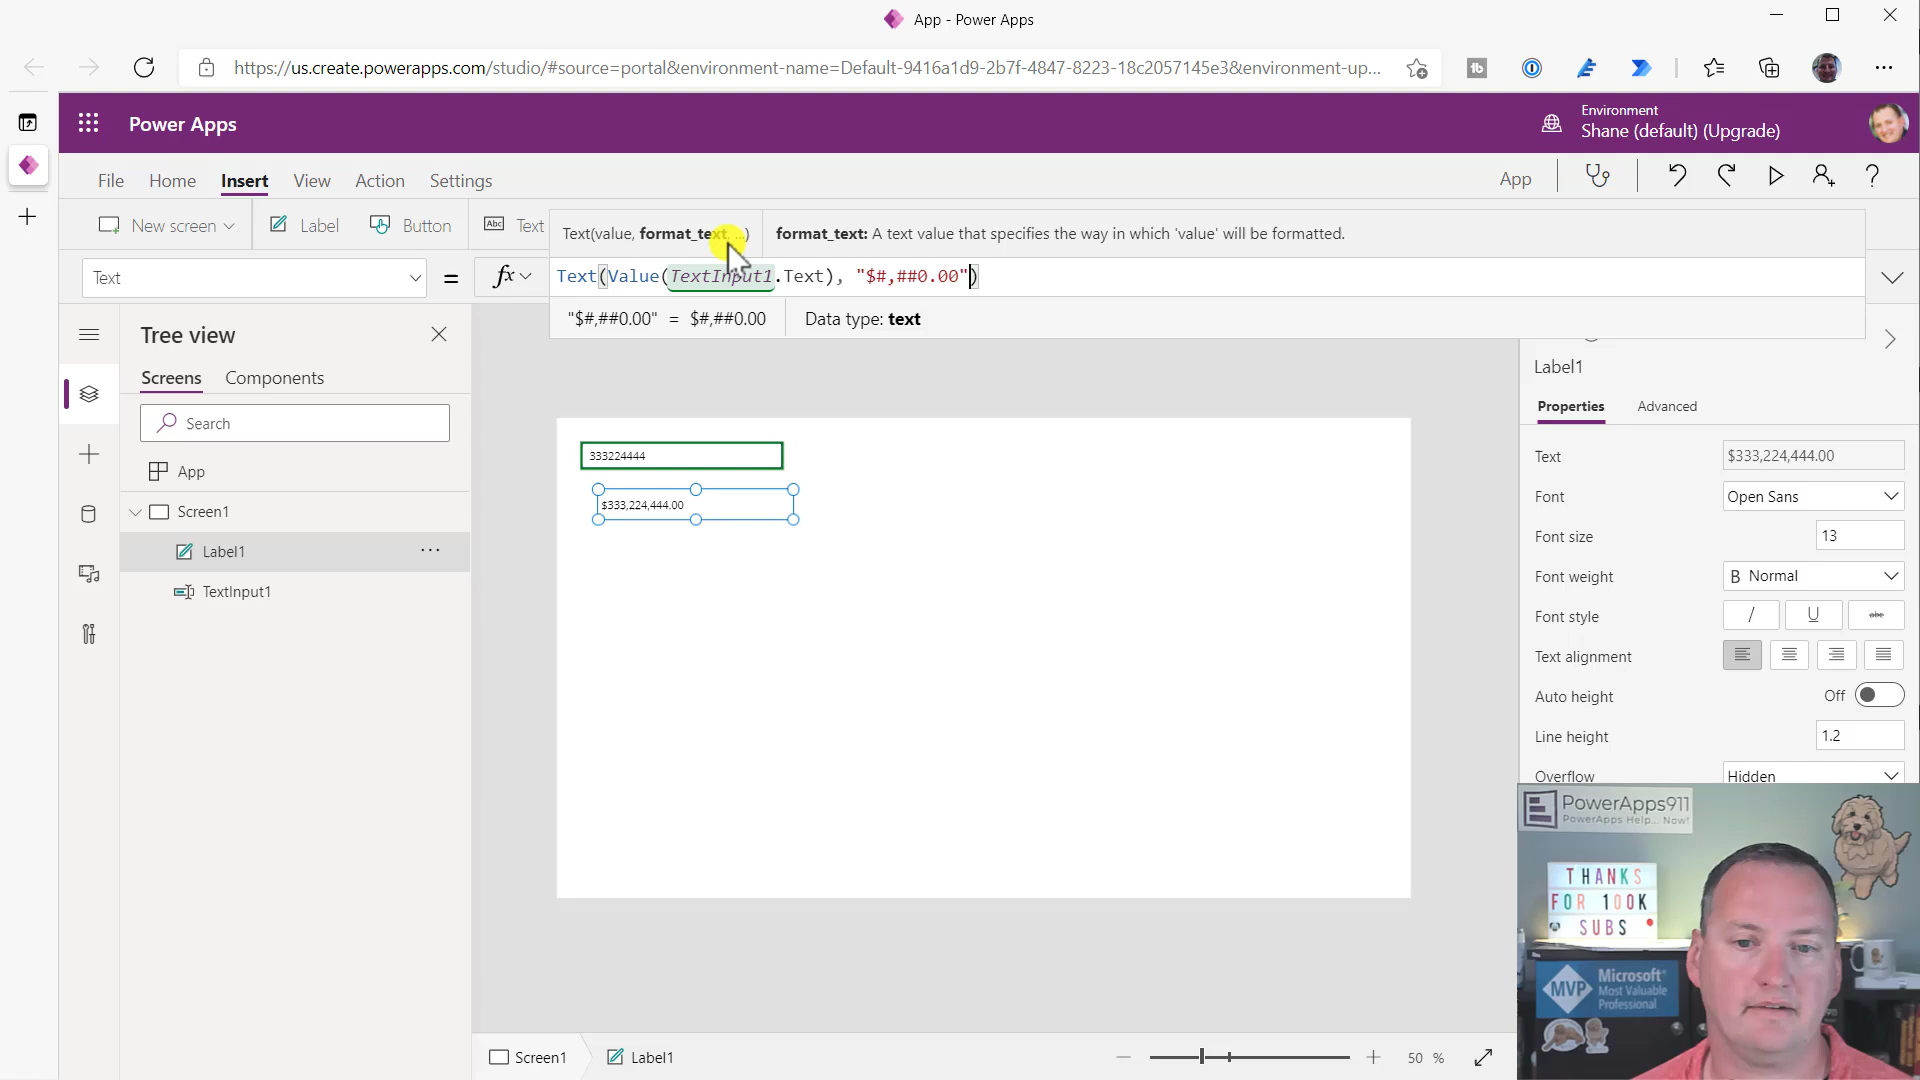 App - Power Apps
https://us.create.powerapps.com/studio/#source=portal&environment-name=Default-9416a1d9-2b7f-4847-8223-18c2057145e3&environment-up...
Power Apps
Environment
Shane (default) (Upgrade)
File Home Insert View Action Settings
App
New screen Label Button Abc Text
Text(value, format_text, ...) format_text: A text value that specifies the way in which 'value' will be formatted.
Text = fx Text(Value(TextInput1.Text), "$#,##0.00")
"$#,##0.00" = $#,##0.00 Data type: text
Tree view
Screens Components
Search
App
Screen1
Label1 ...
TextInput1
333224444
$333,224,444.00
Label1
Properties Advanced
Text $333,224,444.00
Font Open Sans
Font size 13
Font weight B Normal
Font style / U abc
Text alignment
Auto height Off
Line height 1.2
Overflow Hidden
PowerApps911
PowerApps Help... Now!
THANKS
FOR 100K
SUBS
MVP Microsoft
Most Valuable
Professional
Screen1 Label1
50 %